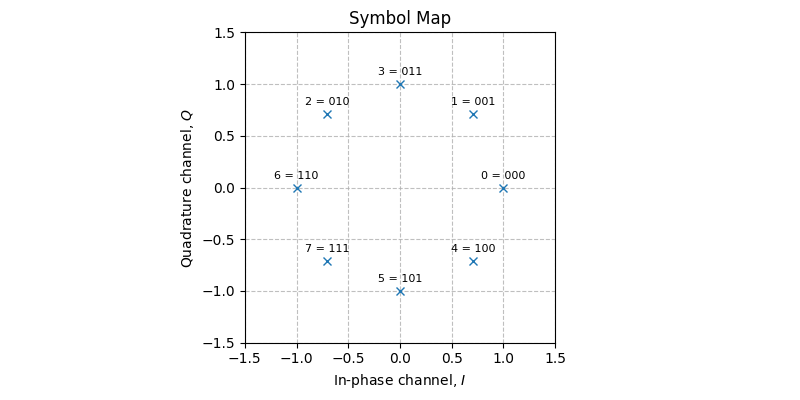 Symbol Map
1.5
3 = 011
1.0
2 = 010
1 = 001
0.5
6 = 110
0 = 000
0.0
−0.5
7 = 111
4 = 100
5 = 101
−1.0
−1.5
Quadrature channel, Q
−1.5 −1.0 −0.5 0.0 0.5 1.0 1.5
In-phase channel, I